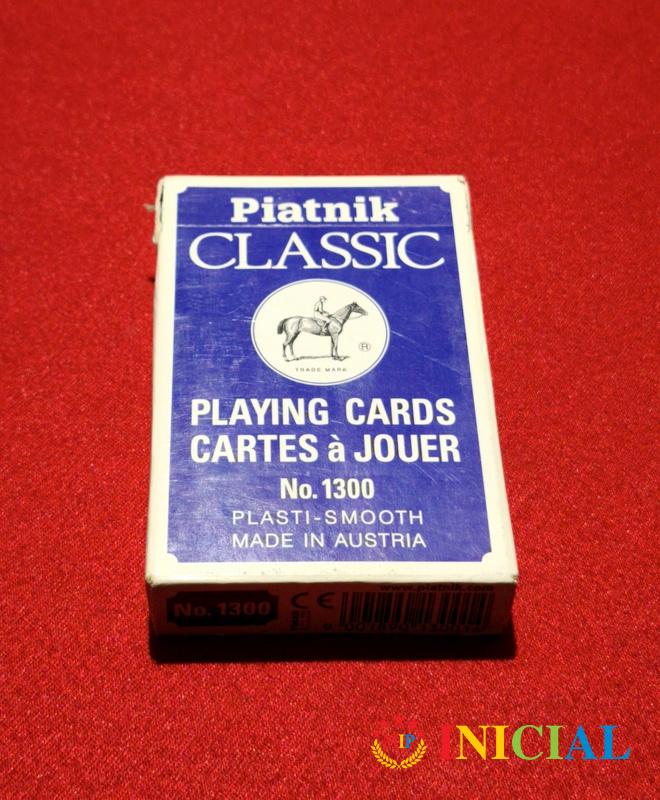 Piatnik
CLASSIC
®
TRADE MARK
PLAYING CARDS
CARTES à JOUER
No. 1300
PLASTI-SMOOTH
MADE IN AUSTRIA
www.piatnik.com
No. 1300 CE
IP INICIAL